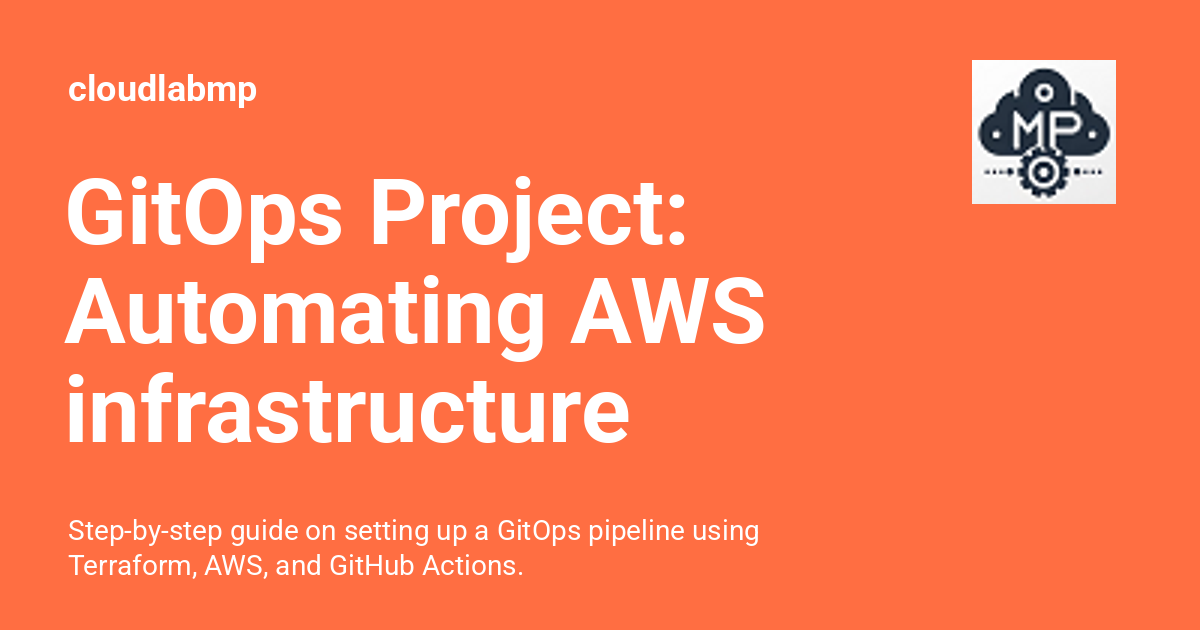 cloudlabmp
MP
GitOps Project:
Automating AWS
infrastructure
Step-by-step guide on setting up a GitOps pipeline using
Terraform, AWS, and GitHub Actions.